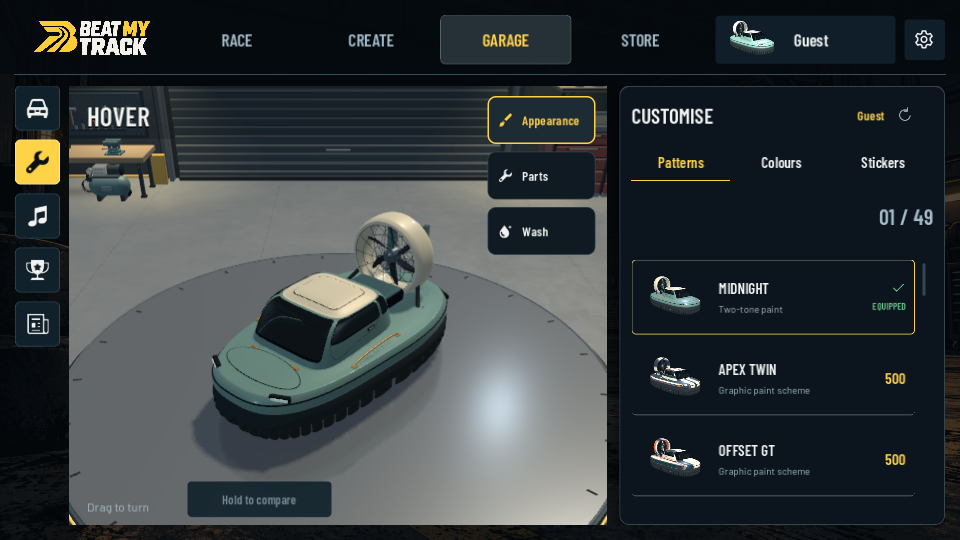 BEAT MY
TRACK
RACE
CREATE
GARAGE
STORE
Guest
HOVER
Appearance
Parts
Wash
Drag to turn
Hold to compare
CUSTOMISE
Guest
Patterns
Colours
Stickers
01 / 49
MIDNIGHT
Two-tone paint
EQUIPPED
APEX TWIN
Graphic paint scheme
500
OFFSET GT
Graphic paint scheme
500